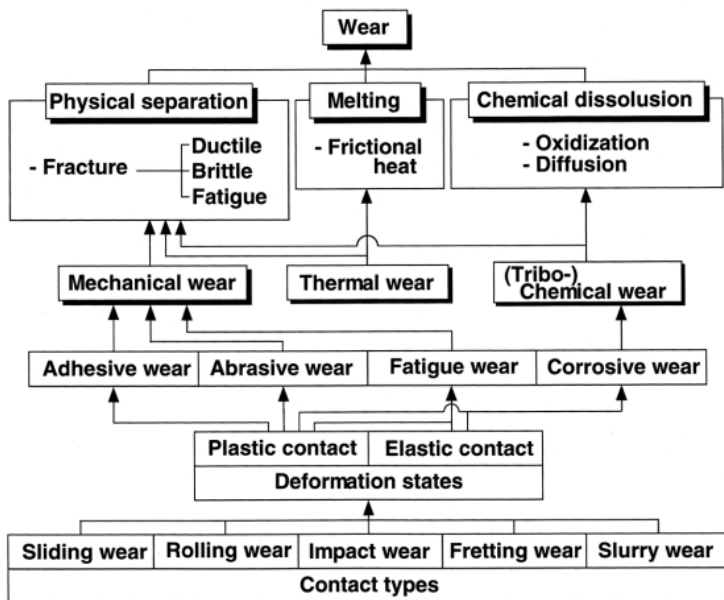 Wear
Physical separation
Melting
Chemical dissolusion
- Fracture
Ductile
Brittle
Fatigue
- Frictional
heat
- Oxidization
- Diffusion
Mechanical wear
Thermal wear
(Tribo-)
Chemical wear
Adhesive wear
Abrasive wear
Fatigue wear
Corrosive wear
Plastic contact
Elastic contact
Deformation states
Sliding wear
Rolling wear
Impact wear
Fretting wear
Slurry wear
Contact types